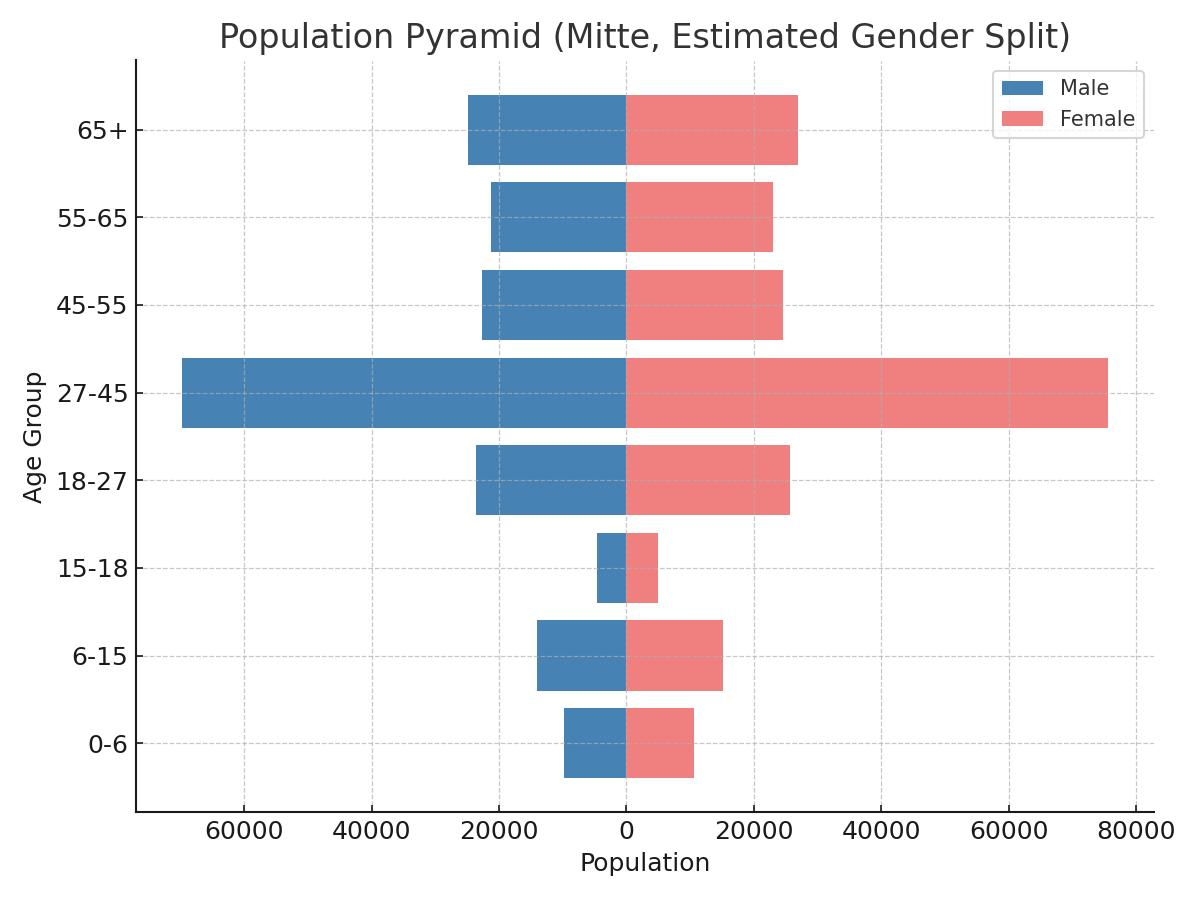 Population Pyramid (Mitte, Estimated Gender Split)
Male
Female
65+
55-65
45-55
27-45
18-27
15-18
6-15
0-6
Age Group
60000 40000 20000 0 20000 40000 60000 80000
Population